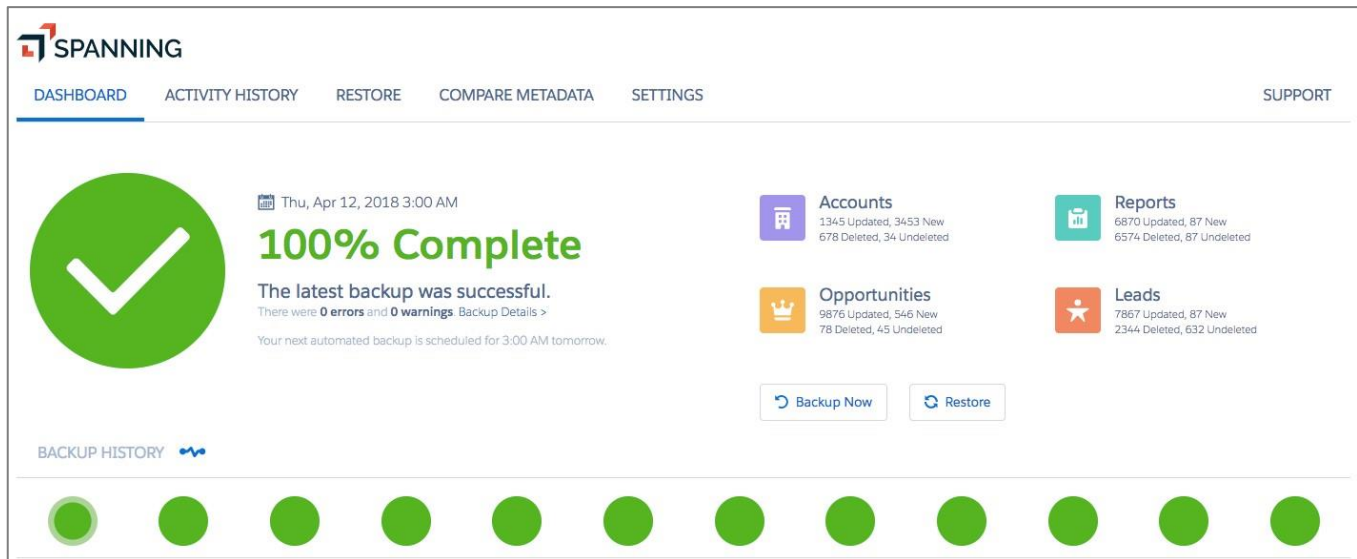 SPANNING
DASHBOARD ACTIVITY HISTORY RESTORE COMPARE METADATA SETTINGS SUPPORT
Thu, Apr 12, 2018 3:00 AM
100% Complete
The latest backup was successful.
There were 0 errors and 0 warnings. Backup Details >
Your next automated backup is scheduled for 3:00 AM tomorrow.
Accounts
1345 Updated, 3453 New
678 Deleted, 34 Undeleted
Reports
6870 Updated, 87 New
6574 Deleted, 87 Undeleted
Opportunities
9876 Updated, 546 New
78 Deleted, 45 Undeleted
Leads
7867 Updated, 87 New
2344 Deleted, 632 Undeleted
Backup Now Restore
BACKUP HISTORY